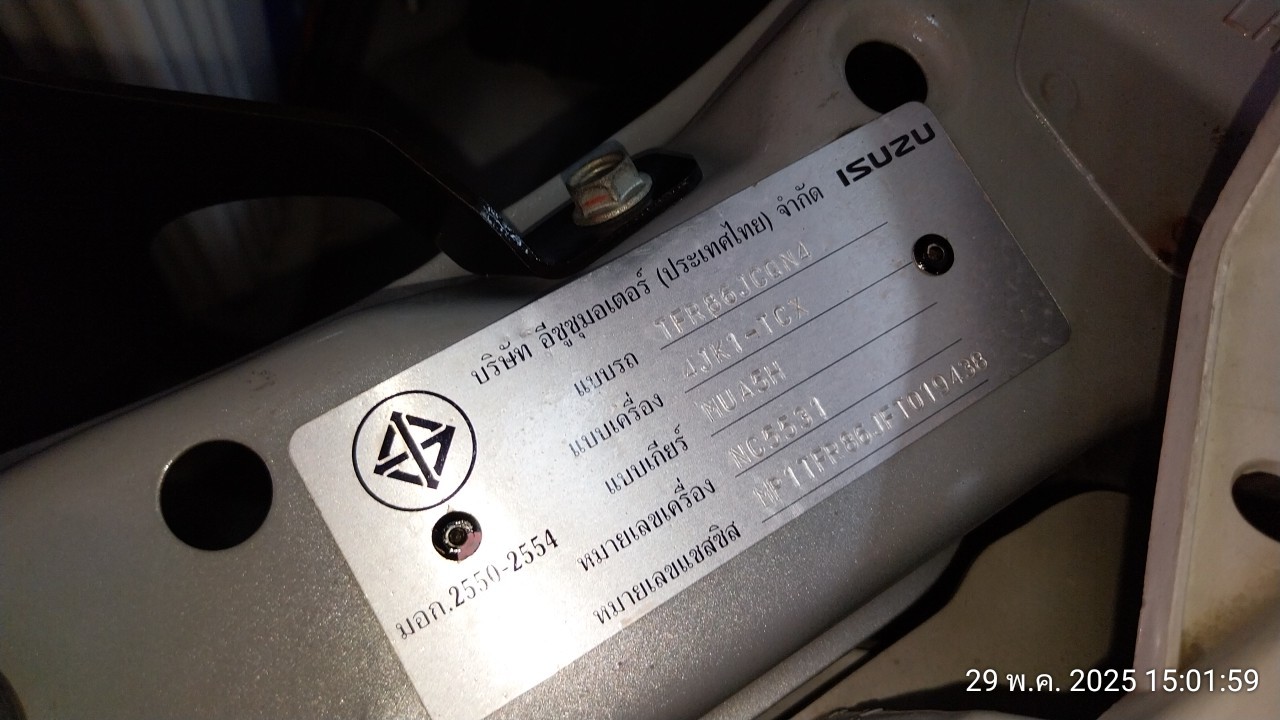 ISUZU
บริษัท อีซูซุมอเตอร์ (ประเทศไทย) จำกัด
แบบรถ TFR86JCQN4
แบบเครื่อง 4JK1-TCX
แบบเกียร์ MUA5H
หมายเลขเครื่อง NC5531
หมายเลขแชสซิส MP1TFR86JFT019438
มอก.2550-2554
29 พ.ค. 2025 15:01:59